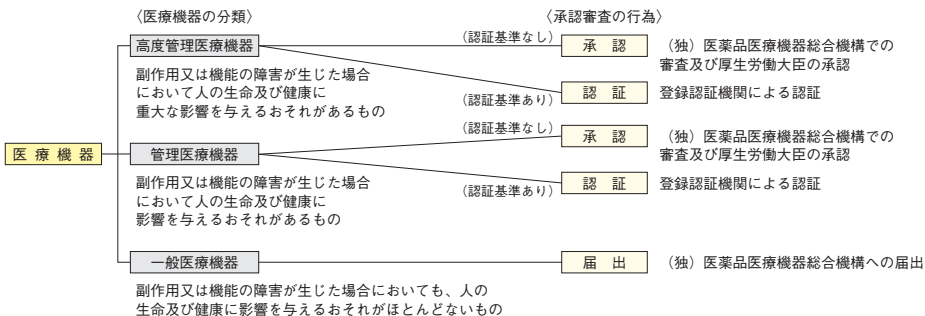 〈医療機器の分類〉
〈承認審査の行為〉
高度管理医療機器
（認証基準なし）
承 認
（独）医薬品医療機器総合機構での
審査及び厚生労働大臣の承認
副作用又は機能の障害が生じた場合
において人の生命及び健康に
重大な影響を与えるおそれがあるもの
（認証基準あり）
認 証
登録認証機関による認証
医 療 機 器
管理医療機器
（認証基準なし）
承 認
（独）医薬品医療機器総合機構での
審査及び厚生労働大臣の承認
副作用又は機能の障害が生じた場合
において人の生命及び健康に
影響を与えるおそれがあるもの
（認証基準あり）
認 証
登録認証機関による認証
一般医療機器
届 出
（独）医薬品医療機器総合機構への届出
副作用又は機能の障害が生じた場合においても、人の
生命及び健康に影響を与えるおそれがほとんどないもの